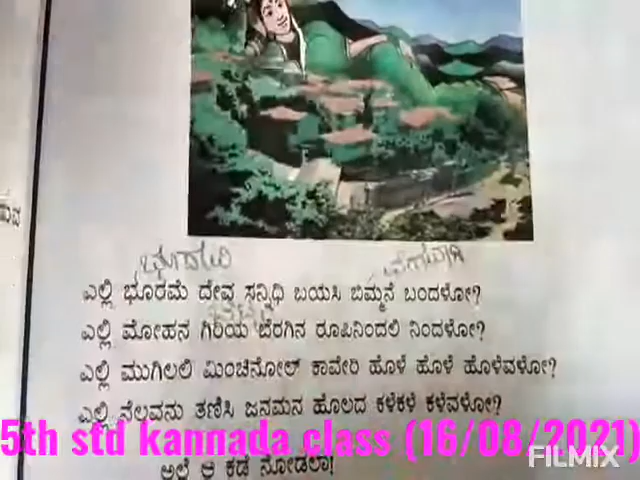 ಎಲ್ಲಿ ಭೂರಮೆ ದೇವ ಸನ್ನಿಧಿ ಬಯಸಿ ಬಿಮ್ಮನೆ ಬಂದಳೋ?
ಎಲ್ಲಿ ಮೋಹನ ಗಿರಿಯ ಬೆರಗಿನ ರೂಪಿನಿಂದಲಿ ನಿಂದಳೋ?
ಎಲ್ಲಿ ಮುಗಿಲಲಿ ಮಿಂಚಿನೋಲ್ ಕಾವೇರಿ ಹೊಳೆ ಹೊಳೆ ಹೊಳೆವಳೋ?
ಎಲ್ಲಿ ನೆಲವನು ತಣಿಸಿ ಜನಮನ ಹೊಲದ ಕಳೆಕಳೆ ಕಳೆವಳೋ?
5th std kannada class (16/08/2021)
ಅಲ್ಲೆ ಆ ಕಡೆ ನೋಡಲಾ!
FILMIX